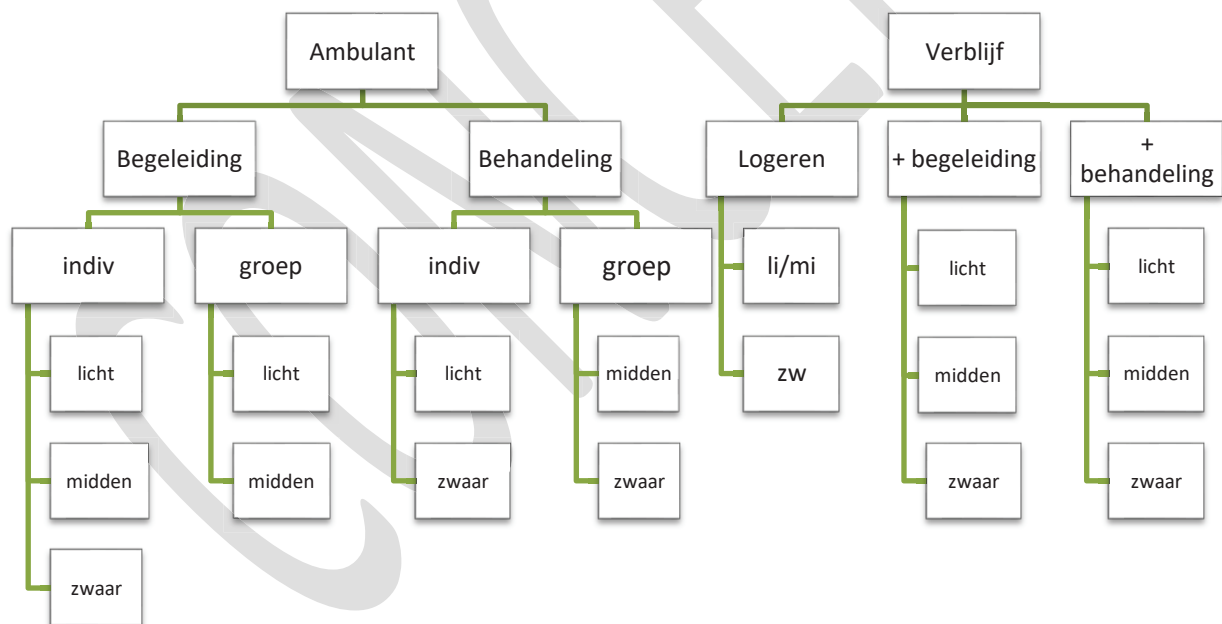 Ambulant
Verblijf
Begeleiding
Behandeling
Logeren
+ begeleiding
+
behandeling
indiv
groep
indiv
groep
li/mi
licht
licht
licht
licht
licht
midden
zw
midden
midden
midden
midden
zwaar
zwaar
zwaar
zwaar
zwaar